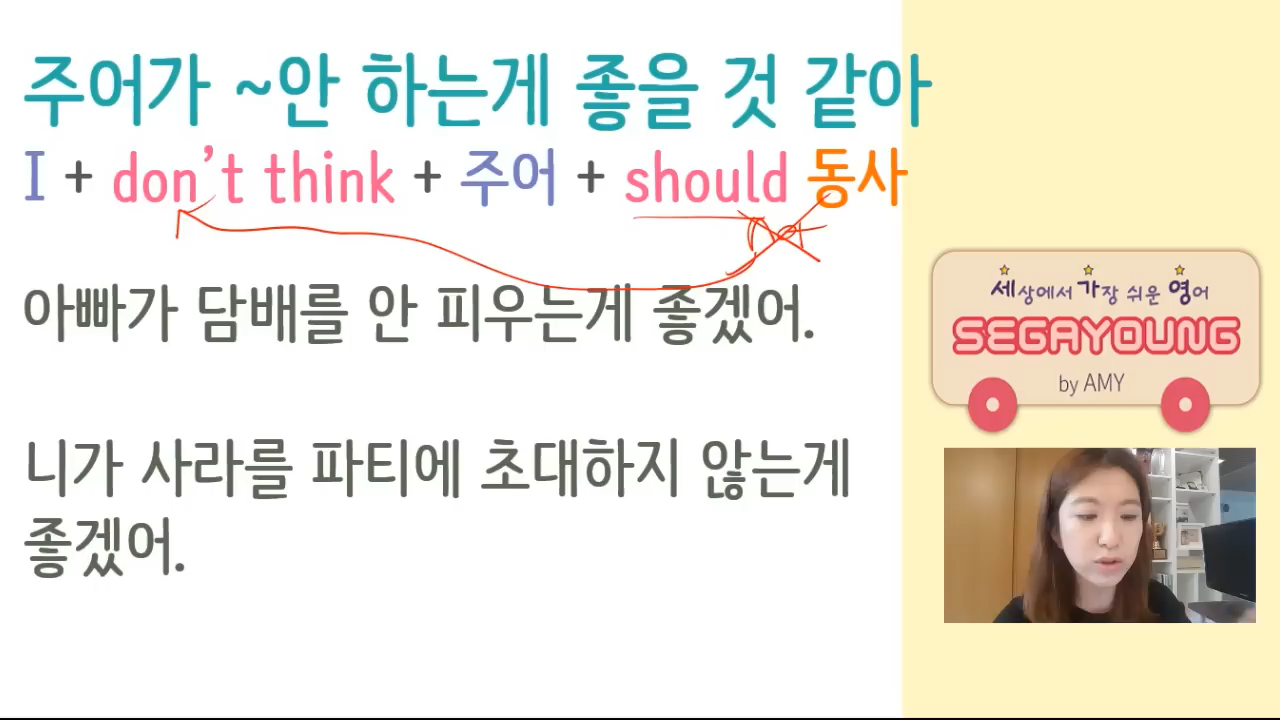 주어가 ~안 하는게 좋을 것 같아
I + don't think + 주어 + should 동사
아빠가 담배를 안 피우는게 좋겠어.
니가 사라를 파티에 초대하지 않는게
좋겠어.
세상에서 가장 쉬운 영어
SEGAYOUNG
by AMY